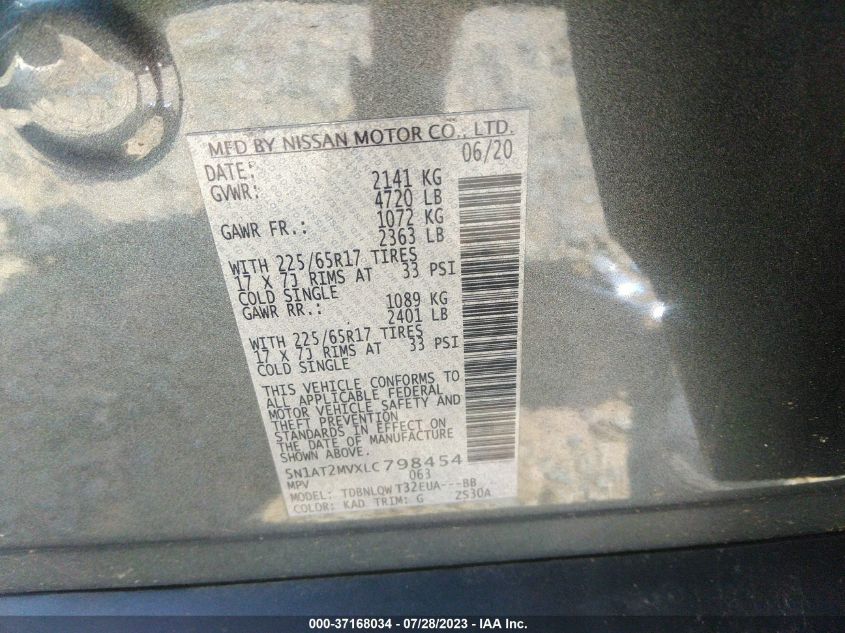 MFD BY NISSAN MOTOR CO., LTD.
DATE: 06/20
GVWR: 2141 KG
4720 LB
GAWR FR.: 1072 KG
2363 LB
WITH 225/65R17 TIRES
17 X 7J RIMS AT 33 PSI
COLD SINGLE
GAWR RR.: 1089 KG
2401 LB
WITH 225/65R17 TIRES
17 X 7J RIMS AT 33 PSI
COLD SINGLE
THIS VEHICLE CONFORMS TO
ALL APPLICABLE FEDERAL
MOTOR VEHICLE SAFETY AND
THEFT PREVENTION
STANDARDS IN EFFECT ON
THE DATE OF MANUFACTURE
SHOWN ABOVE.
5N1AT2MVXLC798454
MPV 063
MODEL: TDBNLQW T32EUA---BB
COLOR: KAD TRIM: G ZS30A
000-37168034 - 07/28/2023 - IAA Inc.